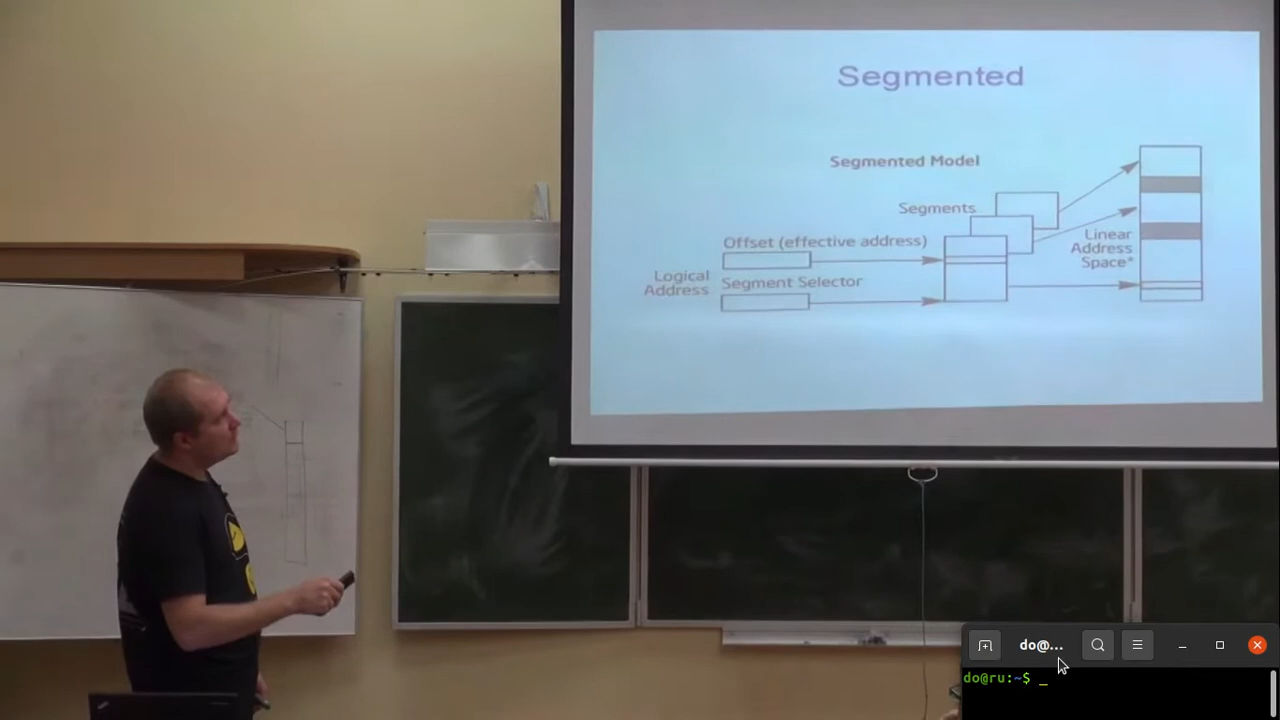 Segmented
Segmented Model
Segments
Offset (effective address)
Logical
Address
Segment Selector
Linear
Address
Space*
do@...
do@ru:~$ _